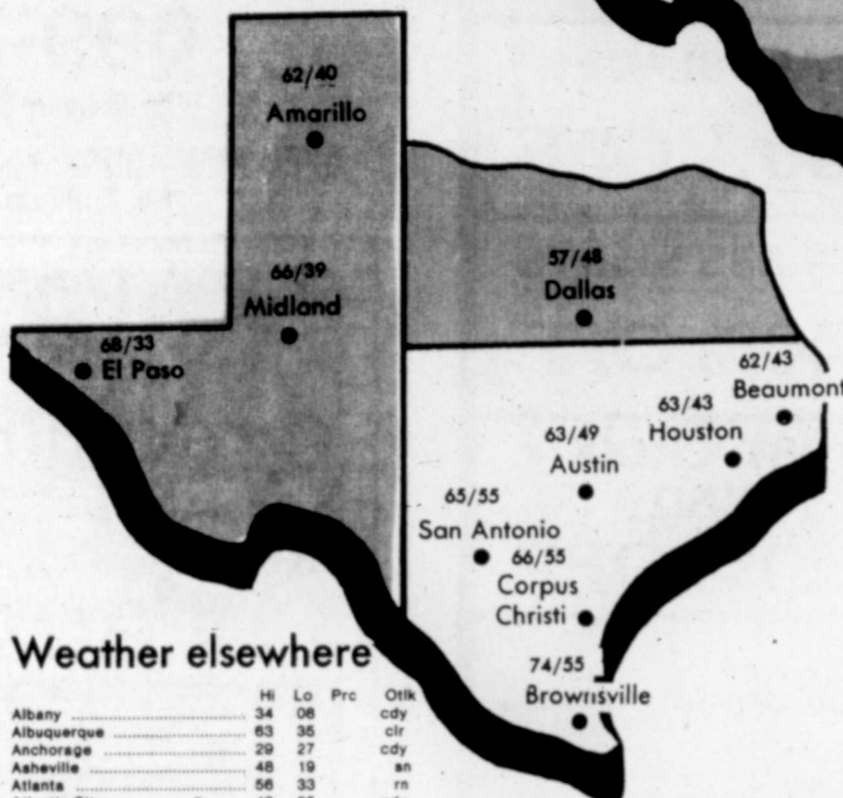 62/40
Amarillo
66/39
Midland
57/48
Dallas
68/33
El Paso
62/43
Beaumont
63/43
Houston
63/49
Austin
65/55
San Antonio
66/55
Corpus
Christi
74/55
Brownsville
Weather elsewhere
Hi Lo Prc Otlk
Albany 34 08 cdy
Albuquerque 63 35 clr
Anchorage 29 27 cdy
Asheville 48 19 sn
Atlanta 56 33 rn